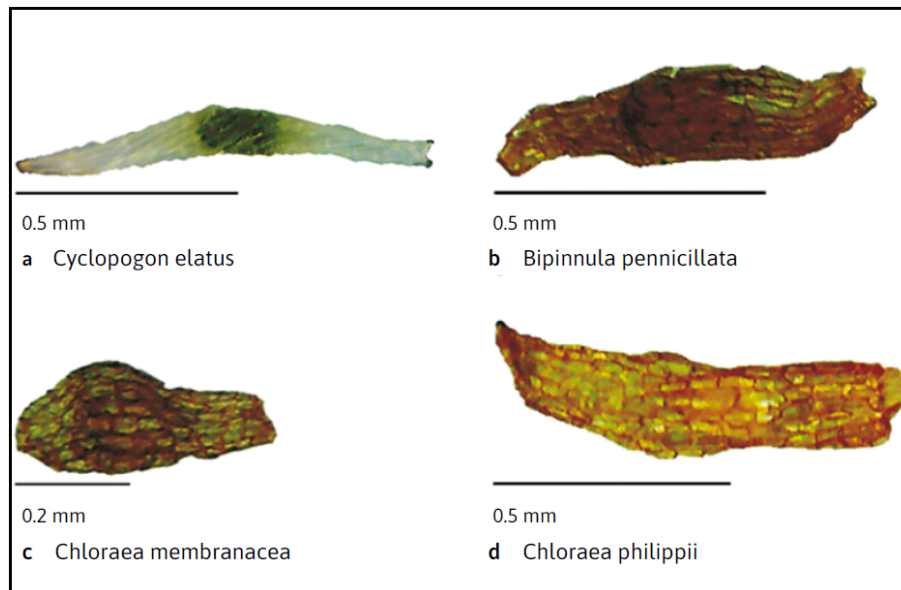 0.5 mm
a Cyclopogon elatus
0.5 mm
b Bipinnula pennicillata
0.2 mm
c Chloraea membranacea
0.5 mm
d Chloraea philippii